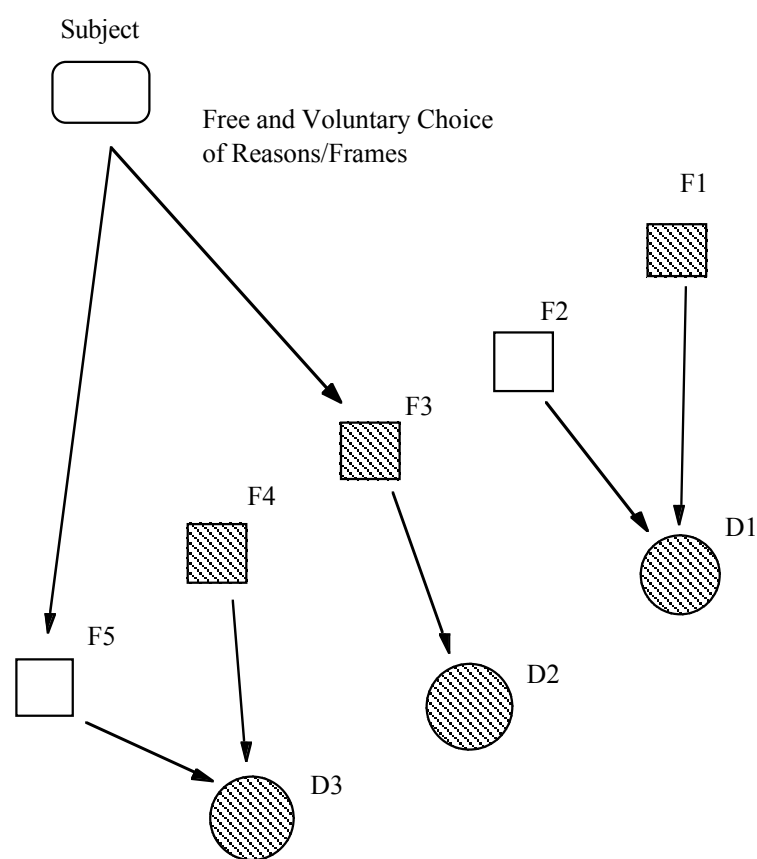 Subject
Free and Voluntary Choice
of Reasons/Frames
F1
F2
F3
F4
D1
F5
D2
D3